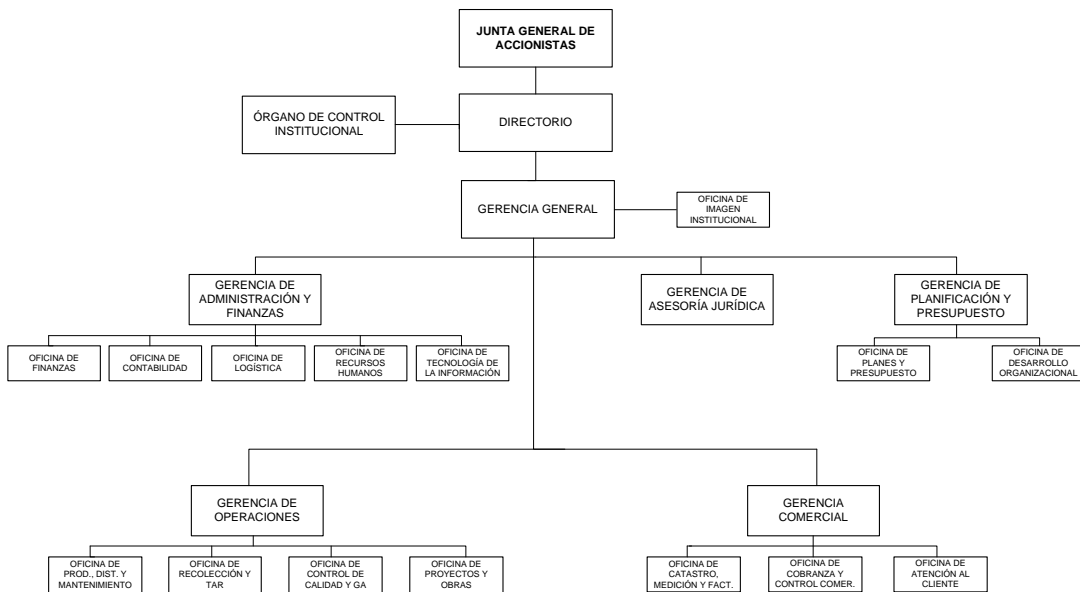 JUNTA GENERAL DE
ACCIONISTAS
ÓRGANO DE CONTROL
INSTITUCIONAL
DIRECTORIO
GERENCIA GENERAL
OFICINA DE
IMAGEN
INSTITUCIONAL
GERENCIA DE
ADMINISTRACIÓN Y
FINANZAS
GERENCIA DE
ASESORÍA JURÍDICA
GERENCIA DE
PLANIFICACIÓN Y
PRESUPUESTO
OFICINA DE
FINANZAS
OFICINA DE
CONTABILIDAD
OFICINA DE
LOGÍSTICA
OFICINA DE
RECURSOS
HUMANOS
OFICINA DE
TECNOLOGÍA DE
LA INFORMACIÓN
OFICINA DE
PLANES Y
PRESUPUESTO
OFICINA DE
DESARROLLO
ORGANIZACIONAL
GERENCIA DE
OPERACIONES
GERENCIA
COMERCIAL
OFICINA DE
PROD., DIST. Y
MANTENIMIENTO
OFICINA DE
RECOLECCIÓN Y
TAR
OFICINA DE
CONTROL DE
CALIDAD Y GA
OFICINA DE
PROYECTOS Y
OBRAS
OFICINA DE
CATASTRO,
MEDICIÓN Y FACT.
OFICINA DE
COBRANZA Y
CONTROL COMER.
OFICINA DE
ATENCIÓN AL
CLIENTE